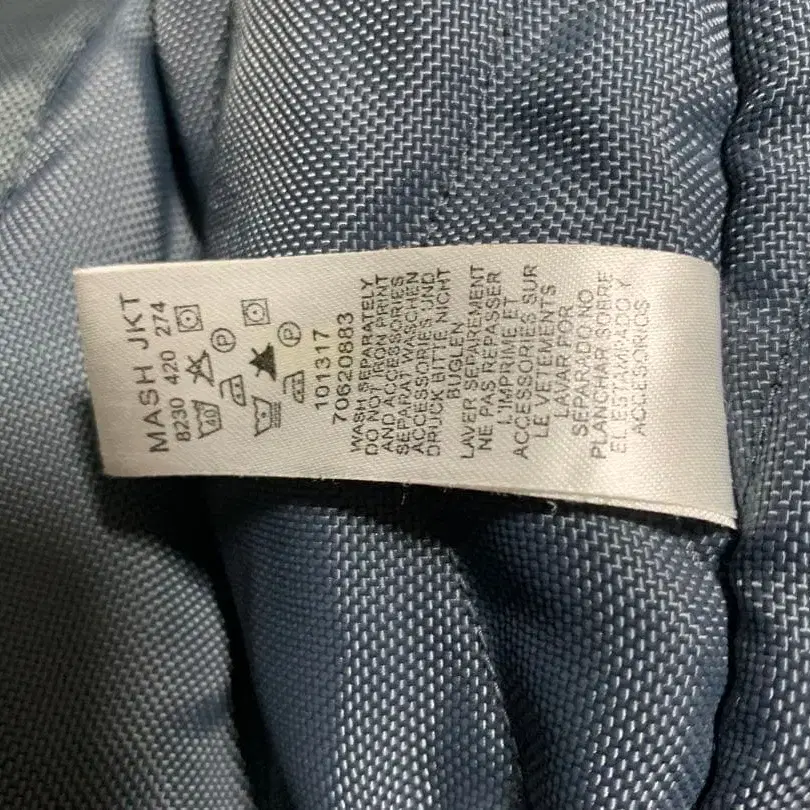 MASH JKT
8230 420 274
40
P
P
101317
70620883
WASH SEPARATELY
DO NOT IRON PRINT
AND ACCESSORIES
SEPARAT WASCHEN
ACCESSORIES UND
DRUCK BITTE NICHT
BUGLEN
LAVER SEPAREMENT
NE PAS REPASSER
L'IMPRIME ET
ACCESSORIES SUR
LE VETEMENTS
LAVAR POR
SEPARADO NO
PLANCHAR SOBRE
EL ESTAMPADO Y
ACCESORIOS